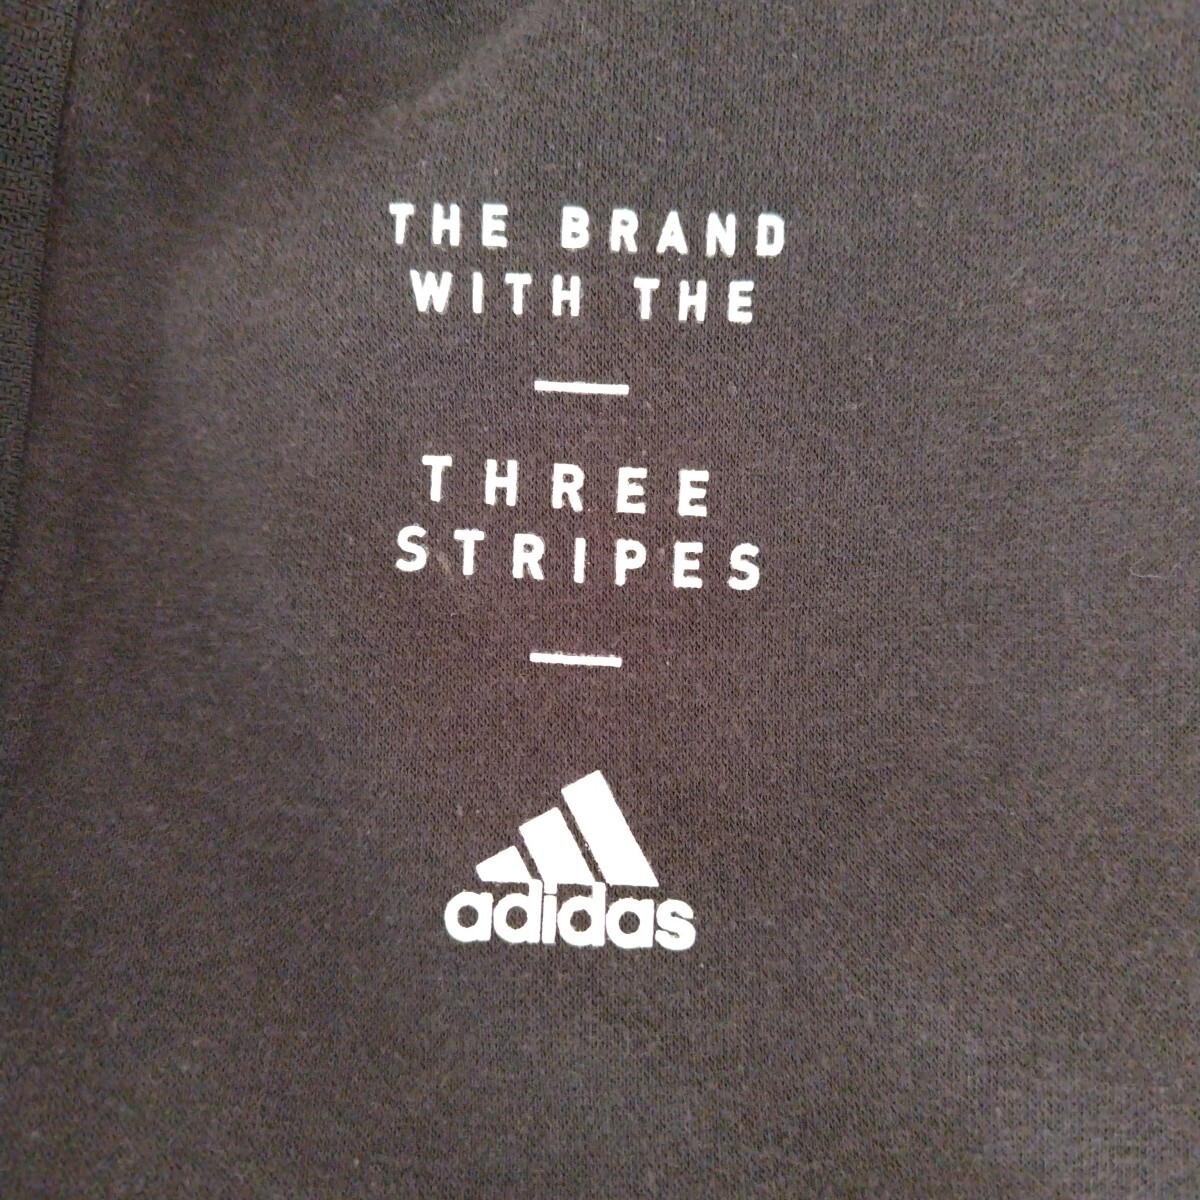 THE BRAND
WITH THE
THREE
STRIPES
adidas